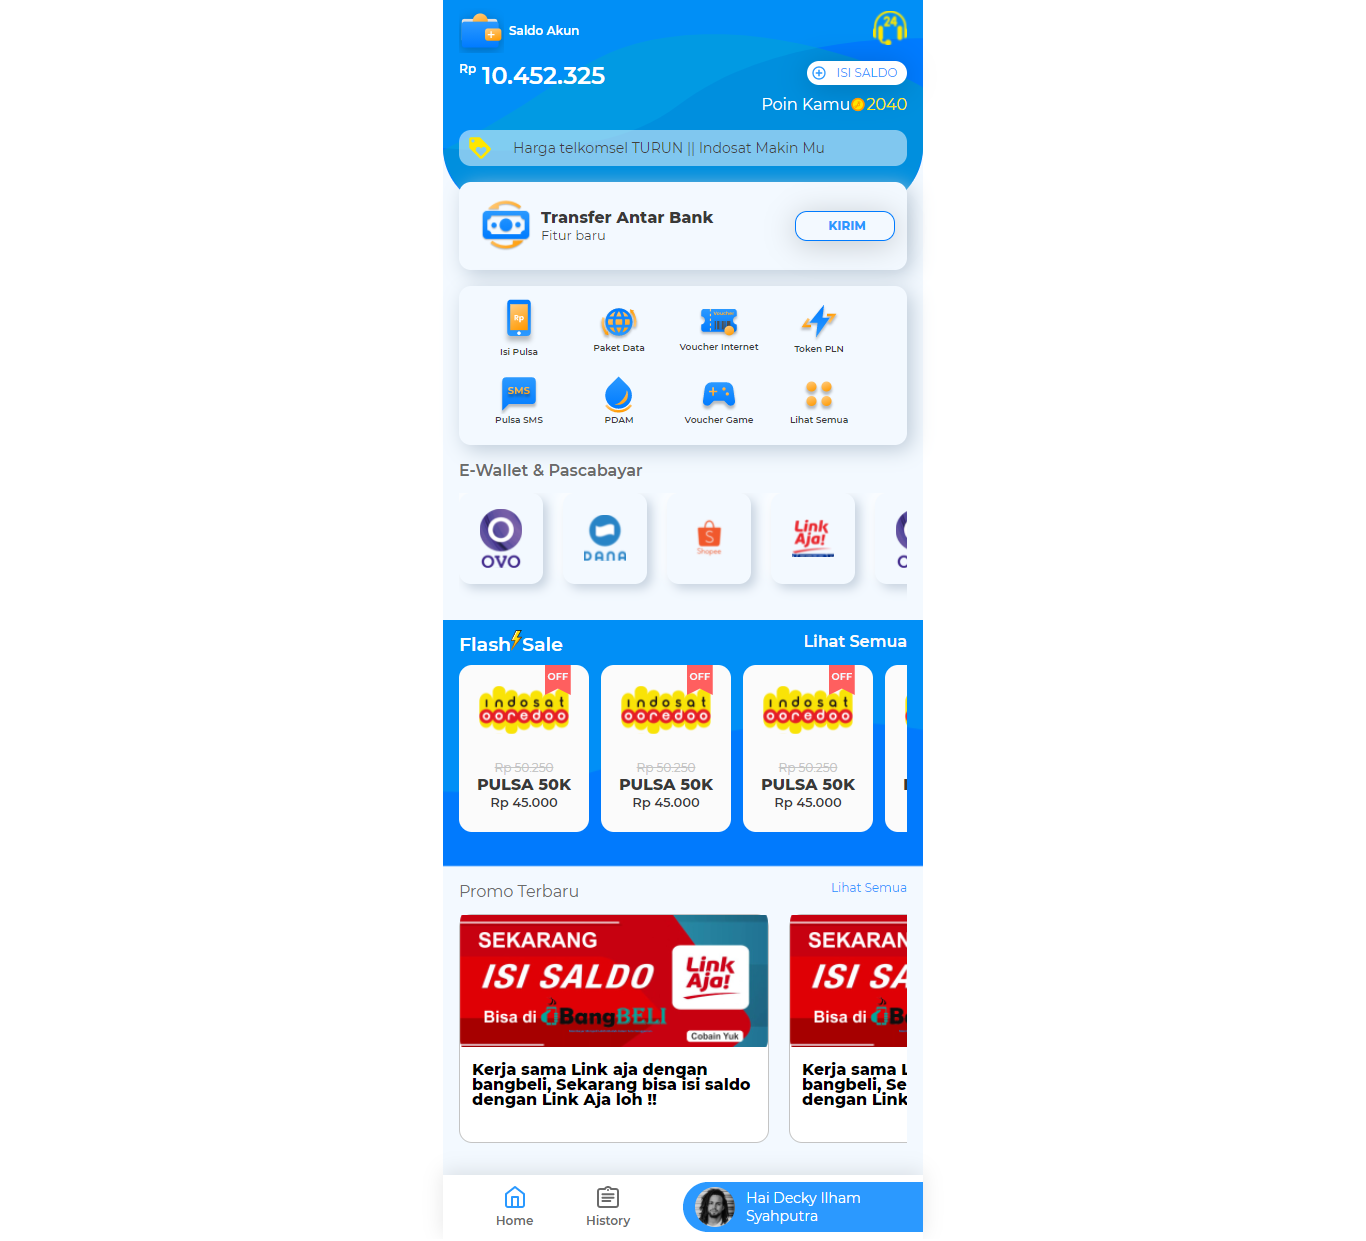 Saldo Akun
24
Rp 10.452.325
ISI SALDO
Poin Kamu 2040
Harga telkomsel TURUN || Indosat Makin Mu
Transfer Antar Bank
Fitur baru
KIRIM
Rp
Voucher
Isi Pulsa
Paket Data
Voucher Internet
Token PLN
SMS
Pulsa SMS
PDAM
Voucher Game
Lihat Semua
E-Wallet & Pascabayar
OVO
DANA
S
Shopee
Link
Aja!
Flash Sale
Lihat Semua
OFF
OFF
OFF
indosat
ooredoo
indosat
ooredoo
indosat
ooredoo
Rp 50.250
Rp 50.250
Rp 50.250
PULSA 50K
PULSA 50K
PULSA 50K
Rp 45.000
Rp 45.000
Rp 45.000
Promo Terbaru
Lihat Semua
SEKARANG
ISI SALDO
Link
Aja!
Bisa di BangBELI
Cobain Yuk
Kerja sama Link aja dengan
bangbeli, Sekarang bisa isi saldo
dengan Link Aja loh !!
SEKARAN
ISI SA
Bisa di B
Kerja sama L
bangbeli, Se
dengan Link
Home
History
Hai Decky Ilham
Syahputra